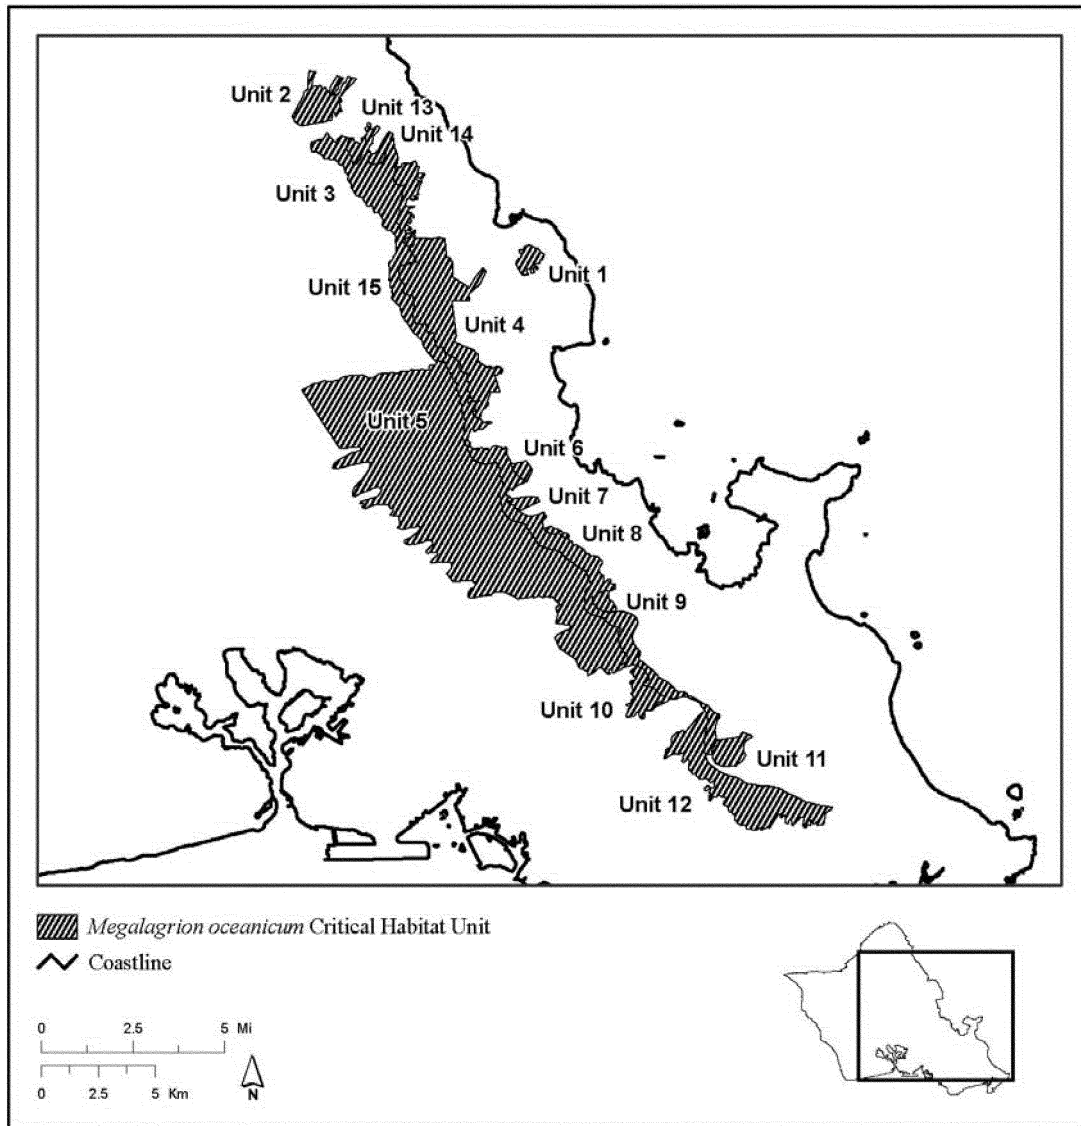 Unit 2
Unit 13
Unit 14
Unit 3
Unit 1
Unit 15
Unit 4
Unit 5
Unit 6
Unit 7
Unit 8
Unit 9
Unit 10
Unit 11
Unit 12
Megalagrion oceanicum Critical Habitat Unit
Coastline
0 2.5 5 Mi
0 2.5 5 Km
N